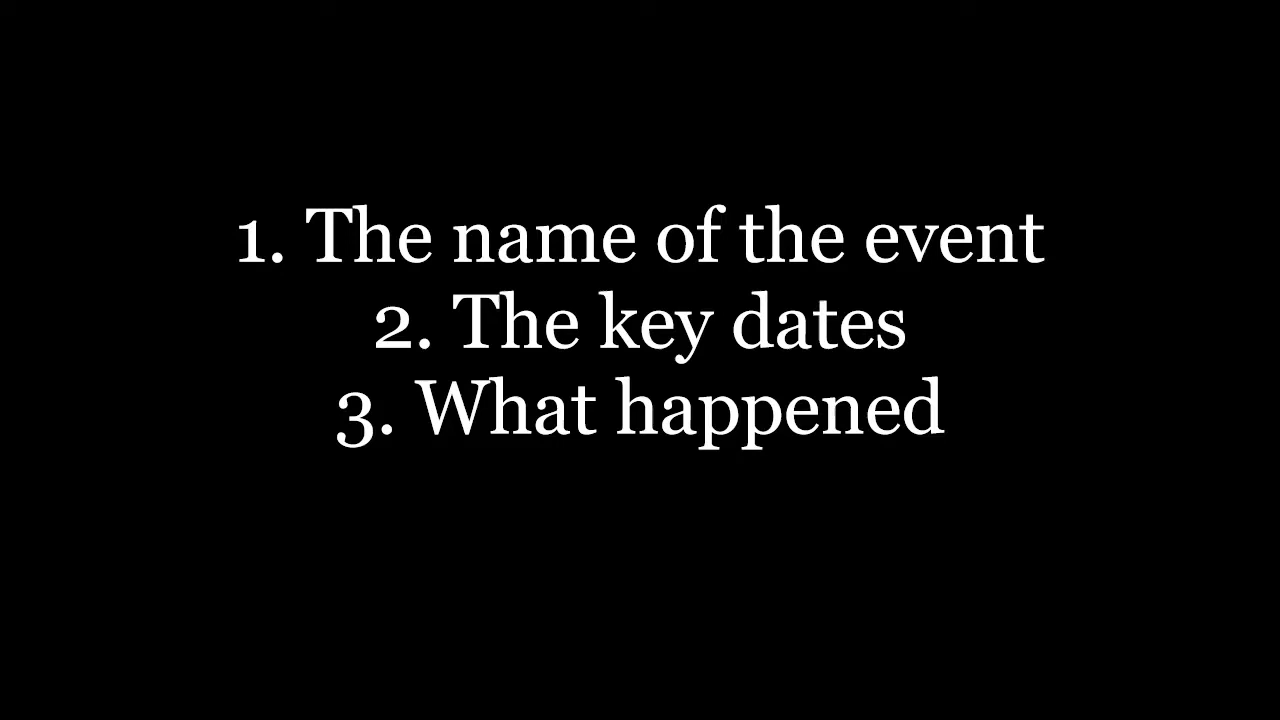 1. The name of the event
2. The key dates
3. What happened